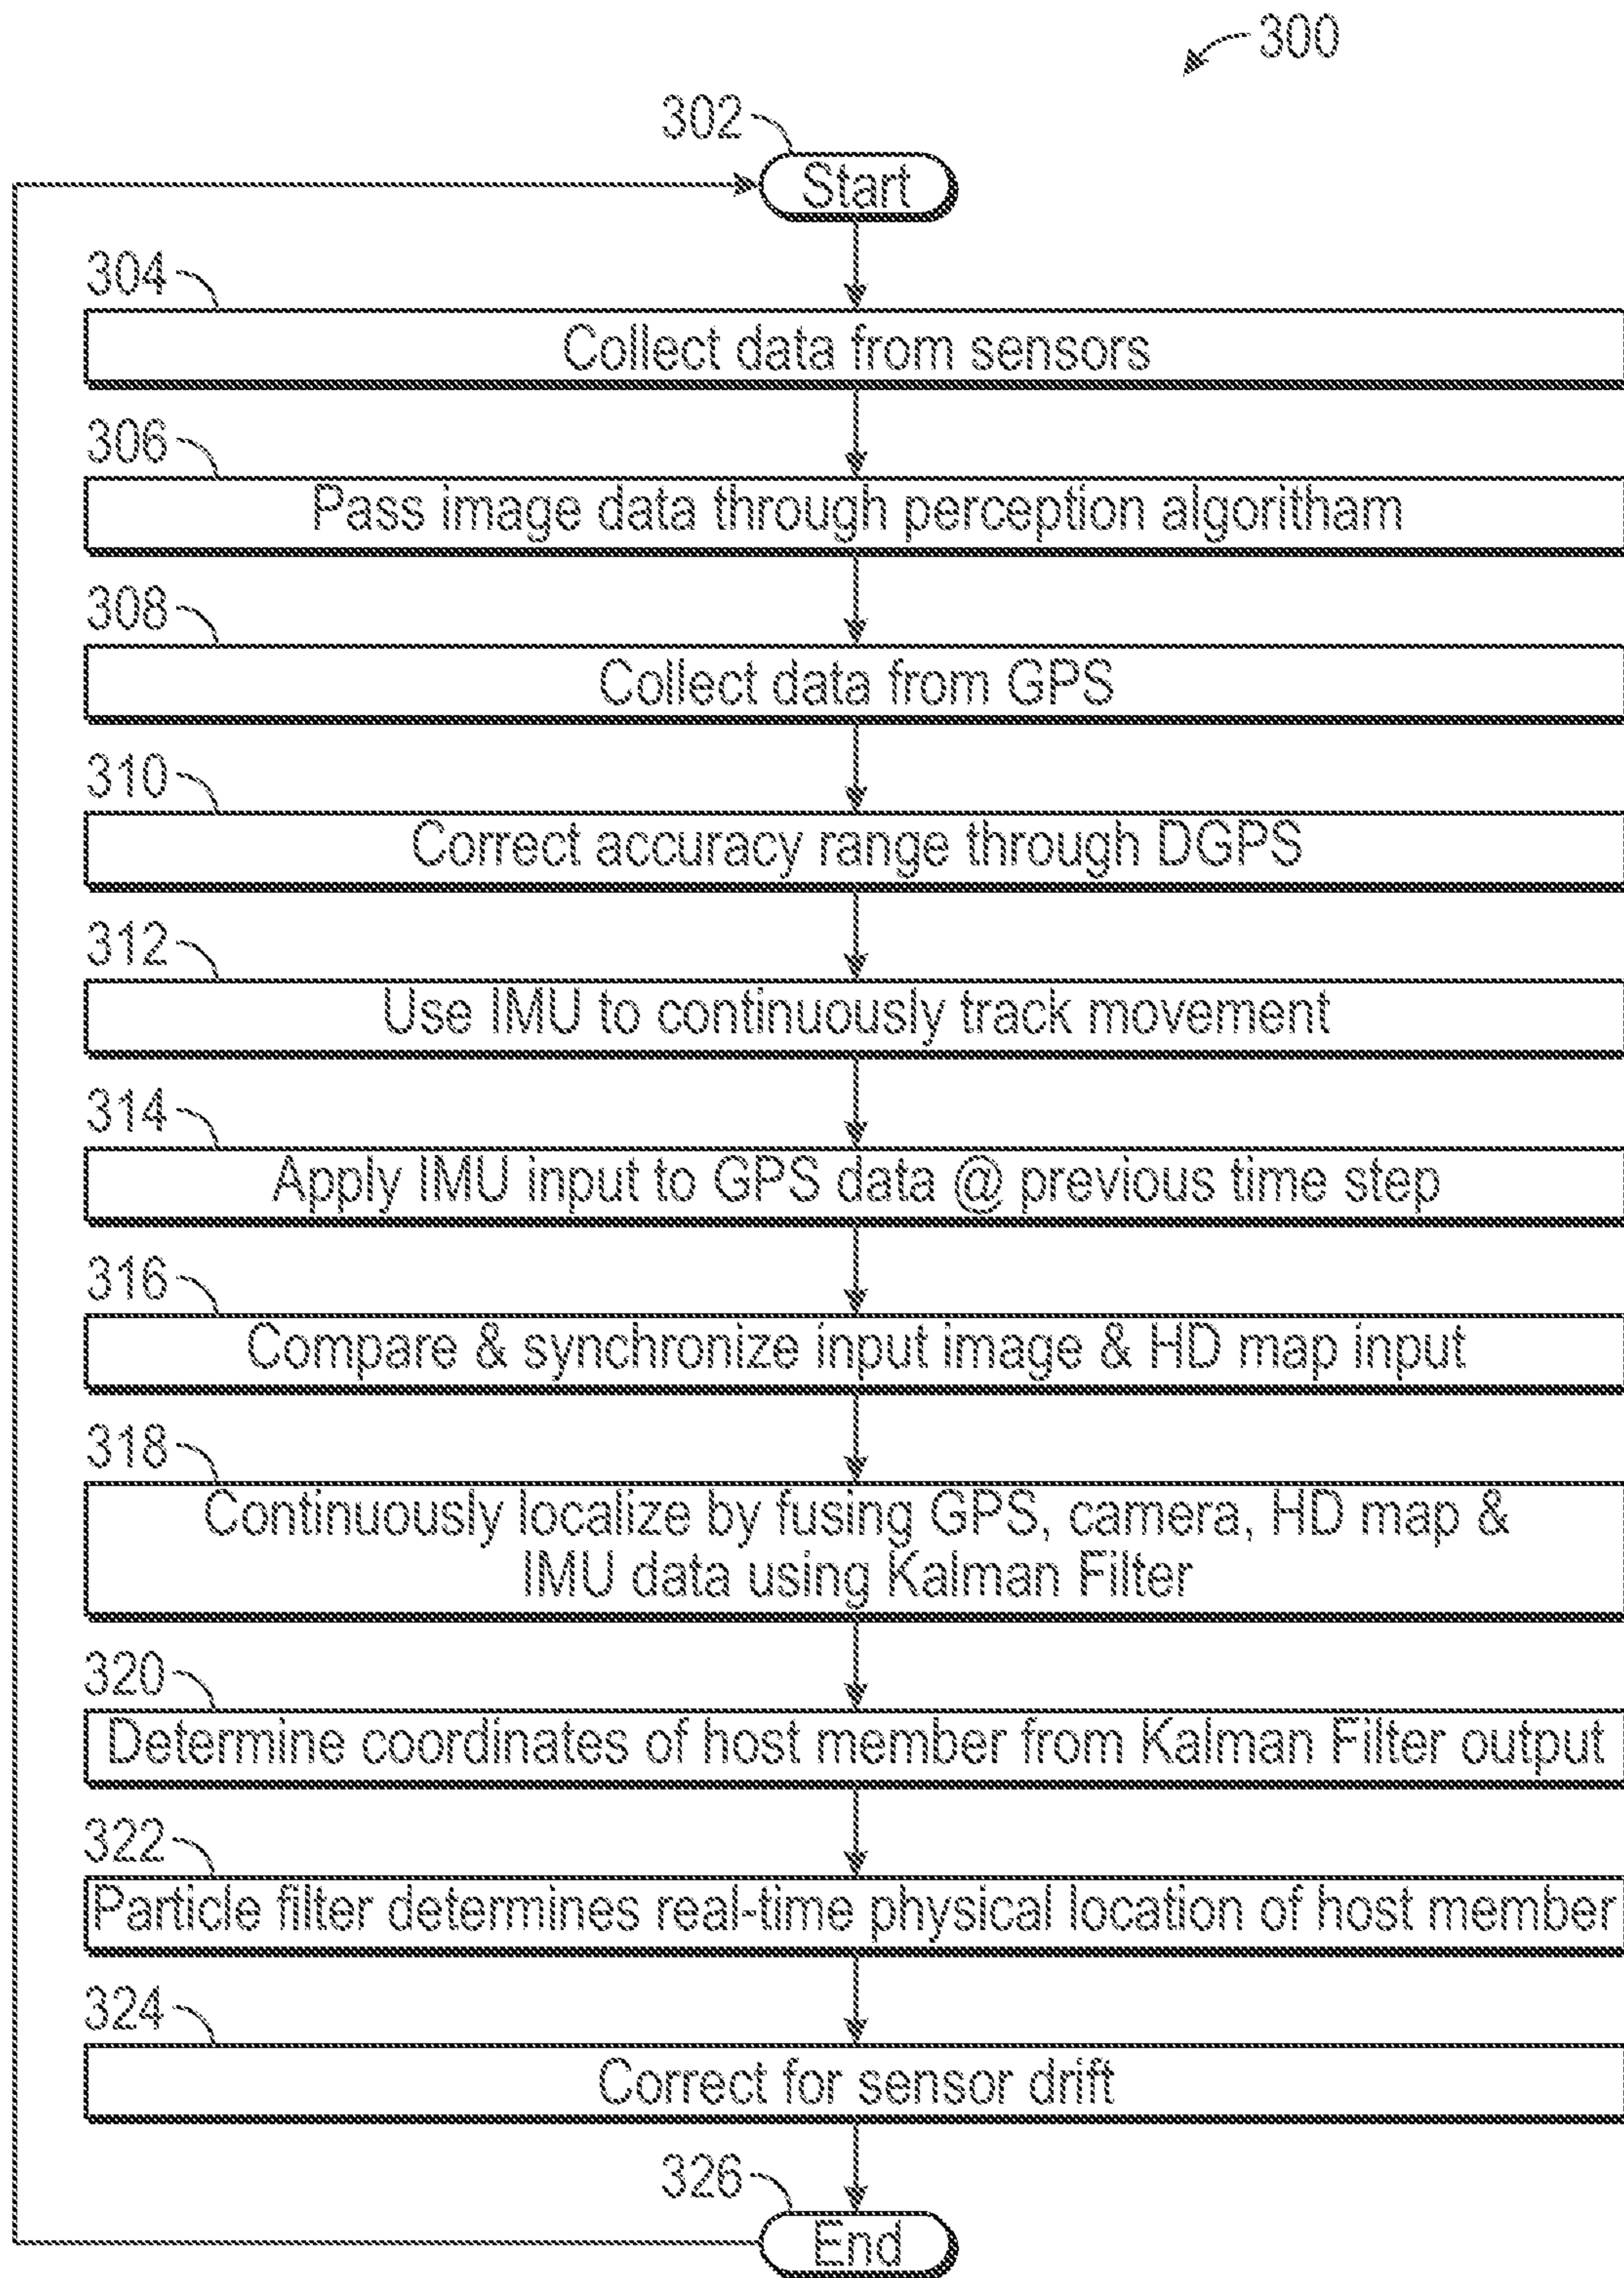 300
302
Start
304
Collect data from sensors
306
Pass image data through perception algoritham
308
Collect data from GPS
310
Correct accuracy range through DGPS
312
Use IMU to continuously track movement
314
Apply IMU input to GPS data @ previous time step
316
Compare & synchronize input image & HD map input
318
Continuously localize by fusing GPS, camera, HD map &
IMU data using Kalman Filter
320
Determine coordinates of host member from Kalman Filter output
322
Particle filter determines real-time physical location of host member
324
Correct for sensor drift
326
End